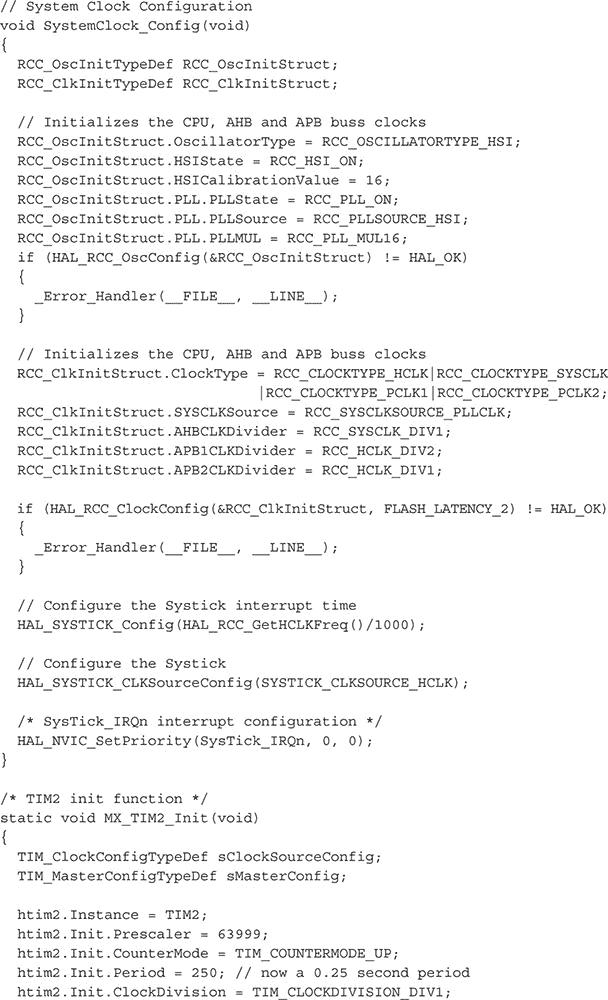 // System Clock Configuration
void SystemClock_Config(void)
{
  RCC_OscInitTypeDef RCC_OscInitStruct;
  RCC_ClkInitTypeDef RCC_ClkInitStruct;

  // Initializes the CPU, AHB and APB buss clocks
  RCC_OscInitStruct.OscillatorType = RCC_OSCILLATORTYPE_HSI;
  RCC_OscInitStruct.HSIState = RCC_HSI_ON;
  RCC_OscInitStruct.HSICalibrationValue = 16;
  RCC_OscInitStruct.PLL.PLLState = RCC_PLL_ON;
  RCC_OscInitStruct.PLL.PLLSource = RCC_PLLSOURCE_HSI;
  RCC_OscInitStruct.PLL.PLLMUL = RCC_PLL_MUL16;
  if (HAL_RCC_OscConfig(&RCC_OscInitStruct) != HAL_OK)
  {
    _Error_Handler(__FILE__, __LINE__);
  }

  // Initializes the CPU, AHB and APB buss clocks
  RCC_ClkInitStruct.ClockType = RCC_CLOCKTYPE_HCLK|RCC_CLOCKTYPE_SYSCLK
                              |RCC_CLOCKTYPE_PCLK1|RCC_CLOCKTYPE_PCLK2;
  RCC_ClkInitStruct.SYSCLKSource = RCC_SYSCLKSOURCE_PLLCLK;
  RCC_ClkInitStruct.AHBCLKDivider = RCC_SYSCLK_DIV1;
  RCC_ClkInitStruct.APB1CLKDivider = RCC_HCLK_DIV2;
  RCC_ClkInitStruct.APB2CLKDivider = RCC_HCLK_DIV1;

  if (HAL_RCC_ClockConfig(&RCC_ClkInitStruct, FLASH_LATENCY_2) != HAL_OK)
  {
    _Error_Handler(__FILE__, __LINE__);
  }

  // Configure the Systick interrupt time
  HAL_SYSTICK_Config(HAL_RCC_GetHCLKFreq()/1000);

  // Configure the Systick
  HAL_SYSTICK_CLKSourceConfig(SYSTICK_CLKSOURCE_HCLK);

  /* SysTick_IRQn interrupt configuration */
  HAL_NVIC_SetPriority(SysTick_IRQn, 0, 0);
}

/* TIM2 init function */
static void MX_TIM2_Init(void)
{
  TIM_ClockConfigTypeDef sClockSourceConfig;
  TIM_MasterConfigTypeDef sMasterConfig;

  htim2.Instance = TIM2;
  htim2.Init.Prescaler = 63999;
  htim2.Init.CounterMode = TIM_COUNTERMODE_UP;
  htim2.Init.Period = 250; // now a 0.25 second period
  htim2.Init.ClockDivision = TIM_CLOCKDIVISION_DIV1;